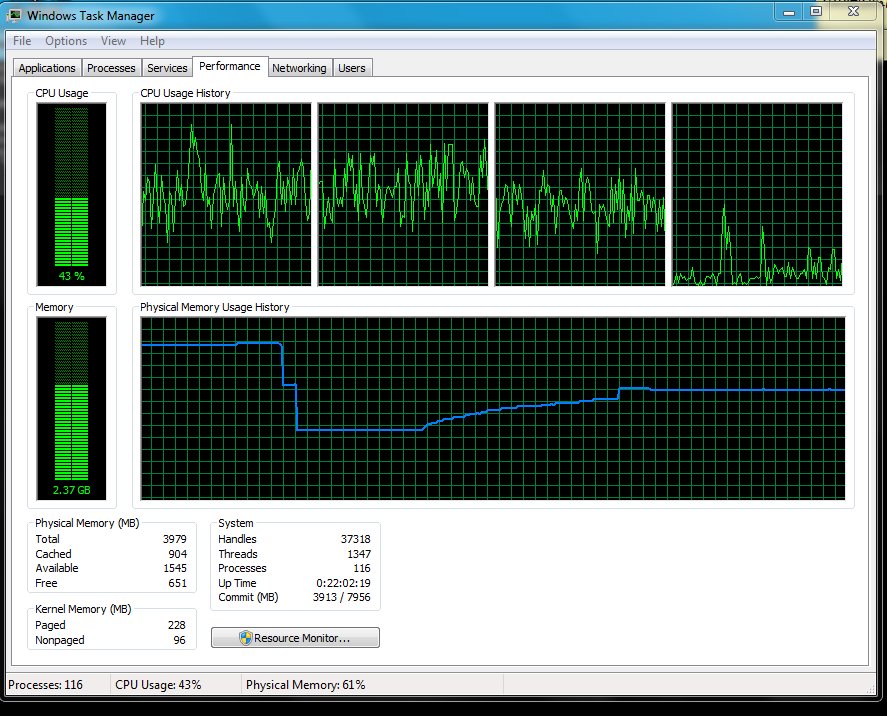 Windows Task Manager
File Options View Help
Applications Processes Services Performance Networking Users
CPU Usage CPU Usage History
43 %
Memory Physical Memory Usage History
2.37 GB
Physical Memory (MB)
Total 3979
Cached 904
Available 1545
Free 651
Kernel Memory (MB)
Paged 228
Nonpaged 96
System
Handles 37318
Threads 1347
Processes 116
Up Time 0:22:02:19
Commit (MB) 3913 / 7956
Resource Monitor...
Processes: 116 CPU Usage: 43% Physical Memory: 61%